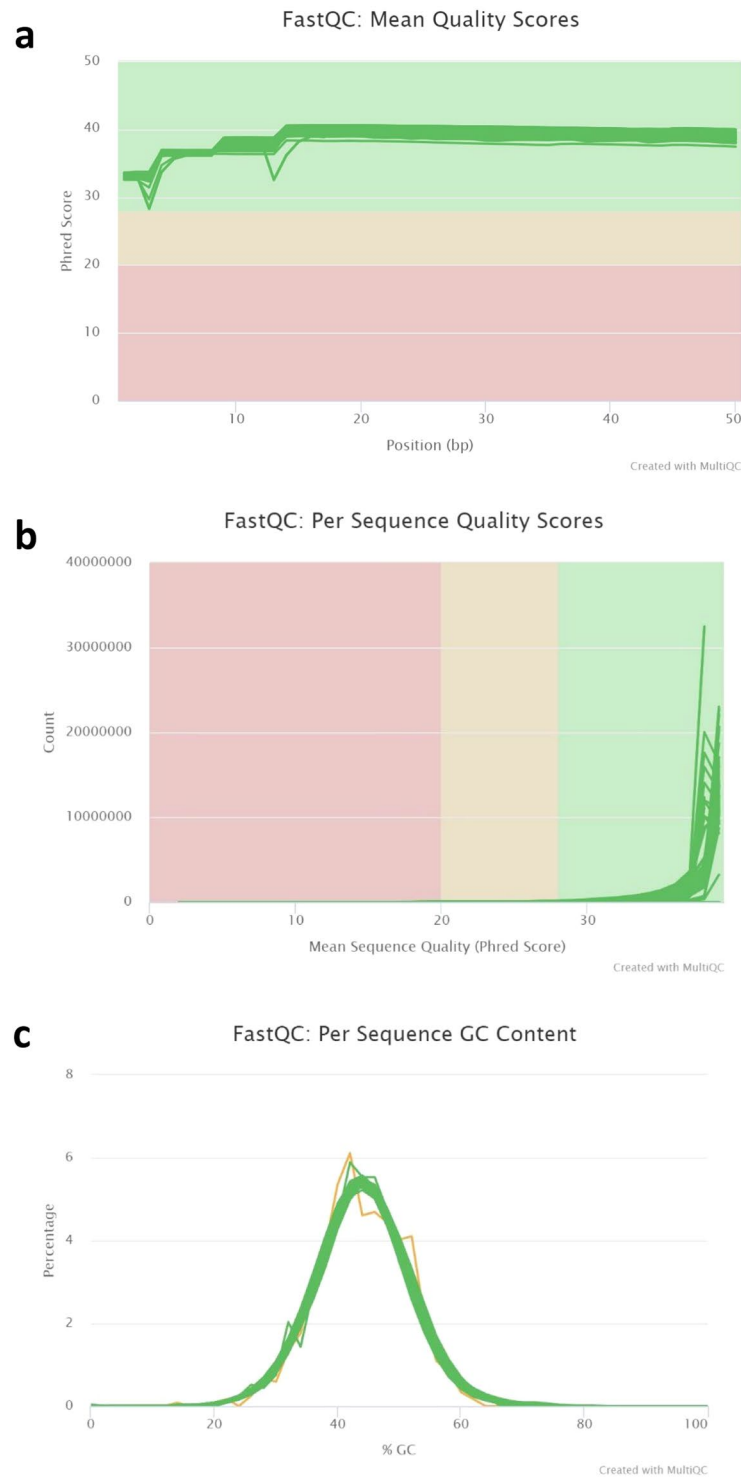 a
FastQC: Mean Quality Scores
50
40
30
20
10
0
Phred Score
10 20 30 40 50
Position (bp)
Created with MultiQC
b
FastQC: Per Sequence Quality Scores
40000000
30000000
20000000
10000000
0
Count
0 10 20 30
Mean Sequence Quality (Phred Score)
Created with MultiQC
c
FastQC: Per Sequence GC Content
8
6
4
2
0
Percentage
0 20 40 60 80 100
% GC
Created with MultiQC